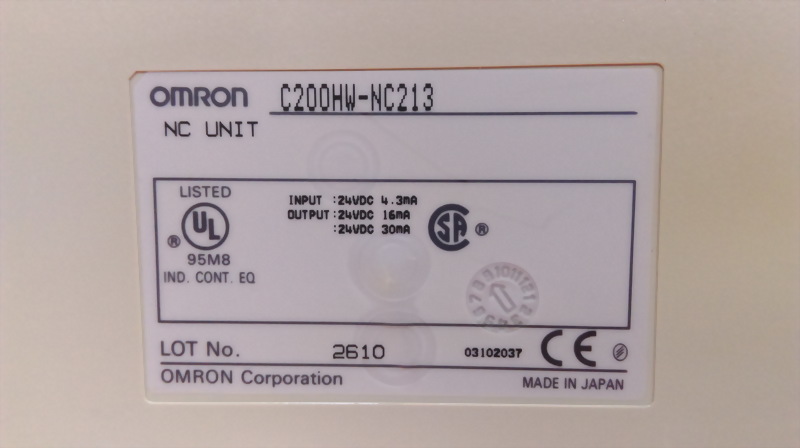 OMRON C200HW-NC213
NC UNIT
LISTED
UL
®
95M8
IND. CONT. EQ
INPUT :24VDC 4.3mA
OUTPUT:24VDC 16mA
:24VDC 30mA
SA ®
LOT No. 2610 03102037 CE
OMRON Corporation MADE IN JAPAN